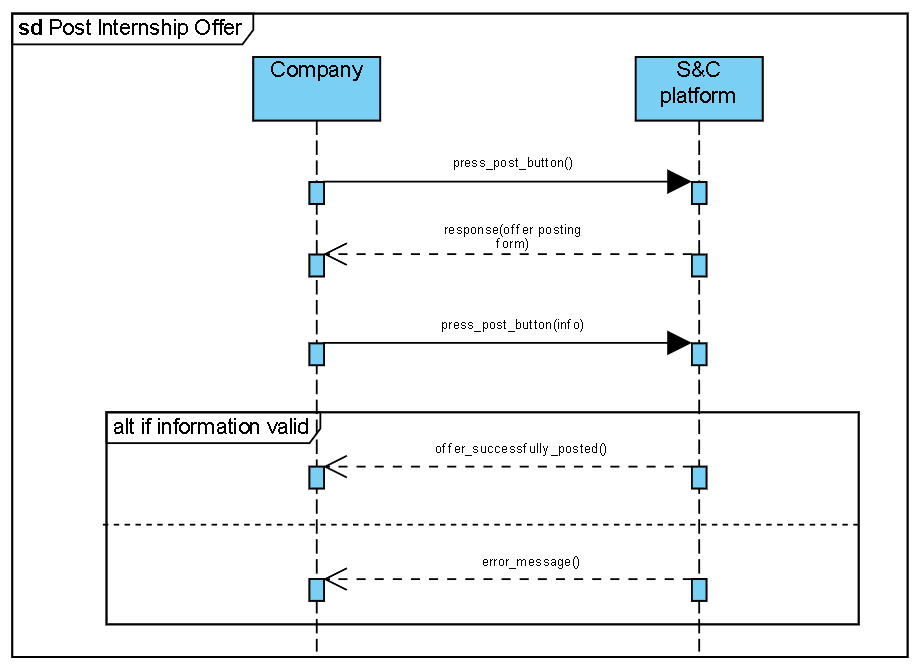 sd Post Internship Offer
Company
S&C
platform
press_post_button()
response(offer posting
form)
press_post_button(info)
alt if information valid
offer_successfully_posted()
error_message()